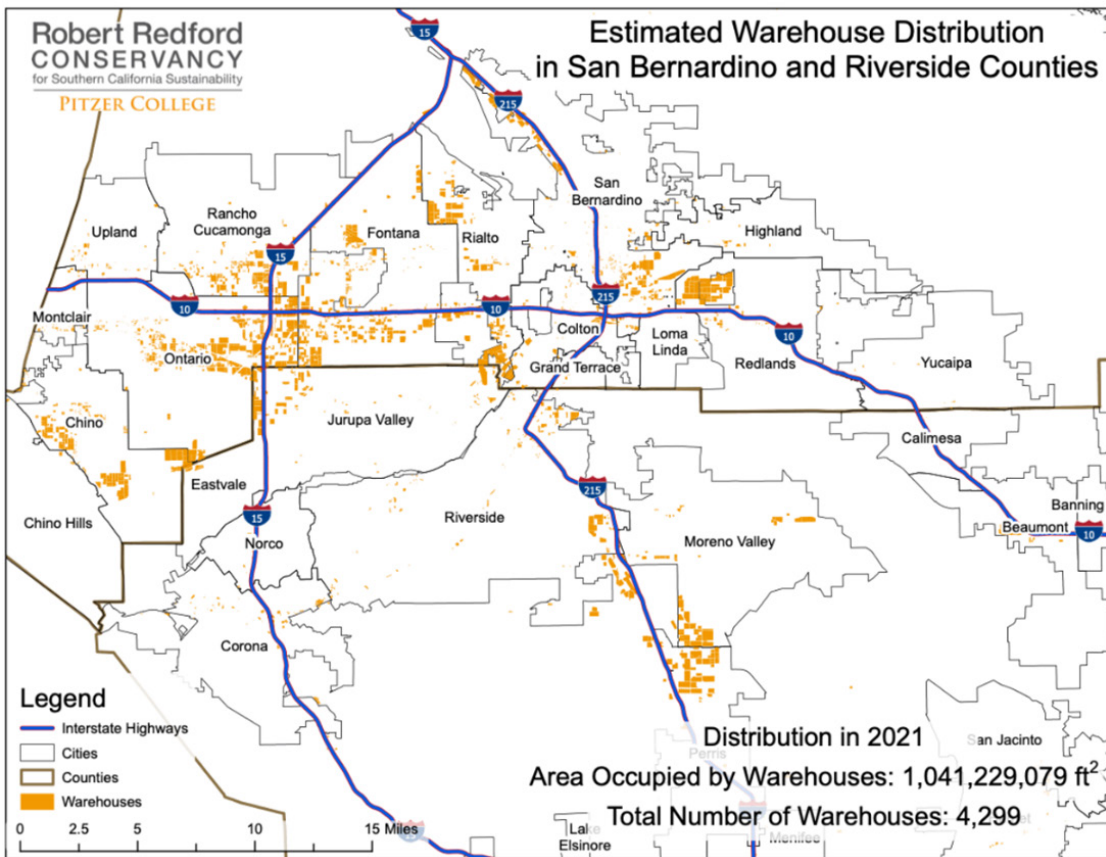 Robert Redford
CONSERVANCY
for Southern California Sustainability
PITZER COLLEGE
Estimated Warehouse Distribution
in San Bernardino and Riverside Counties
15
215
San
Bernardino
Upland
Rancho
Cucamonga
Fontana
Rialto
Highland
15
Montclair
10
10
215
Colton
Loma
Linda
10
Ontario
Grand Terrace
Redlands
Yucaipa
Chino
Jurupa Valley
Calimesa
Eastvale
215
Banning
Chino Hills
15
Riverside
Beaumont
10
Norco
Moreno Valley
Corona
Legend
Interstate Highways
Cities
Counties
Warehouses
0
2.5
5
10
15 Miles
15
Perris
San Jacinto
Distribution in 2021
Area Occupied by Warehouses: 1,041,229,079 ft²
Total Number of Warehouses: 4,299
Lake
Elsinore
Menifee